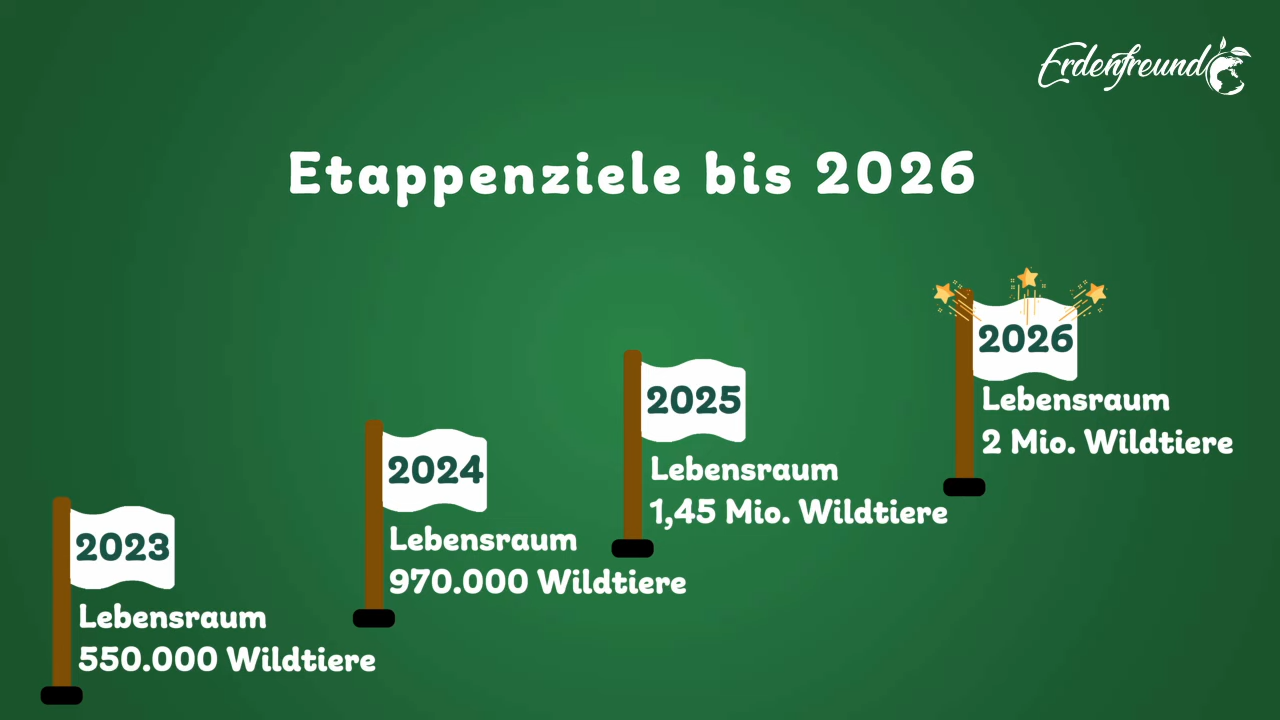 Erdenfreund
Etappenziele bis 2026
2023
Lebensraum
550.000 Wildtiere
2024
Lebensraum
970.000 Wildtiere
2025
Lebensraum
1,45 Mio. Wildtiere
2026
Lebensraum
2 Mio. Wildtiere